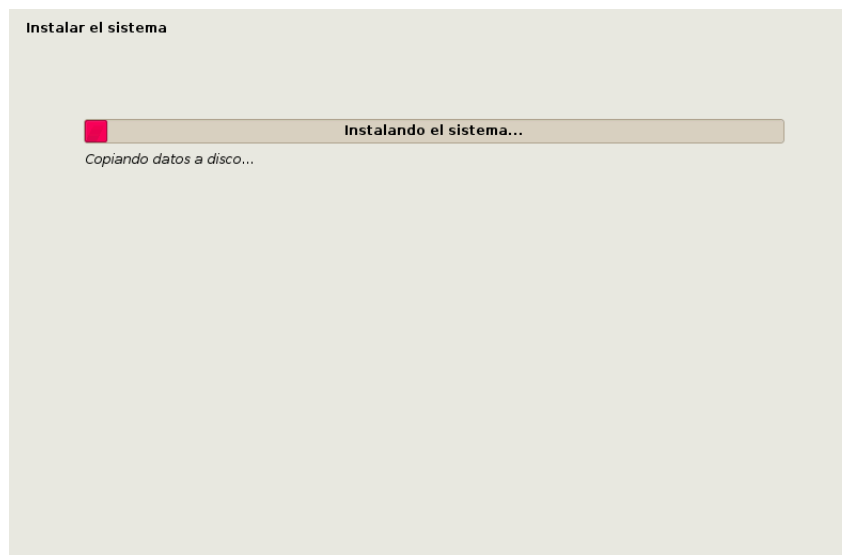 Instalar el sistema
Instalando el sistema...
Copiando datos a disco...